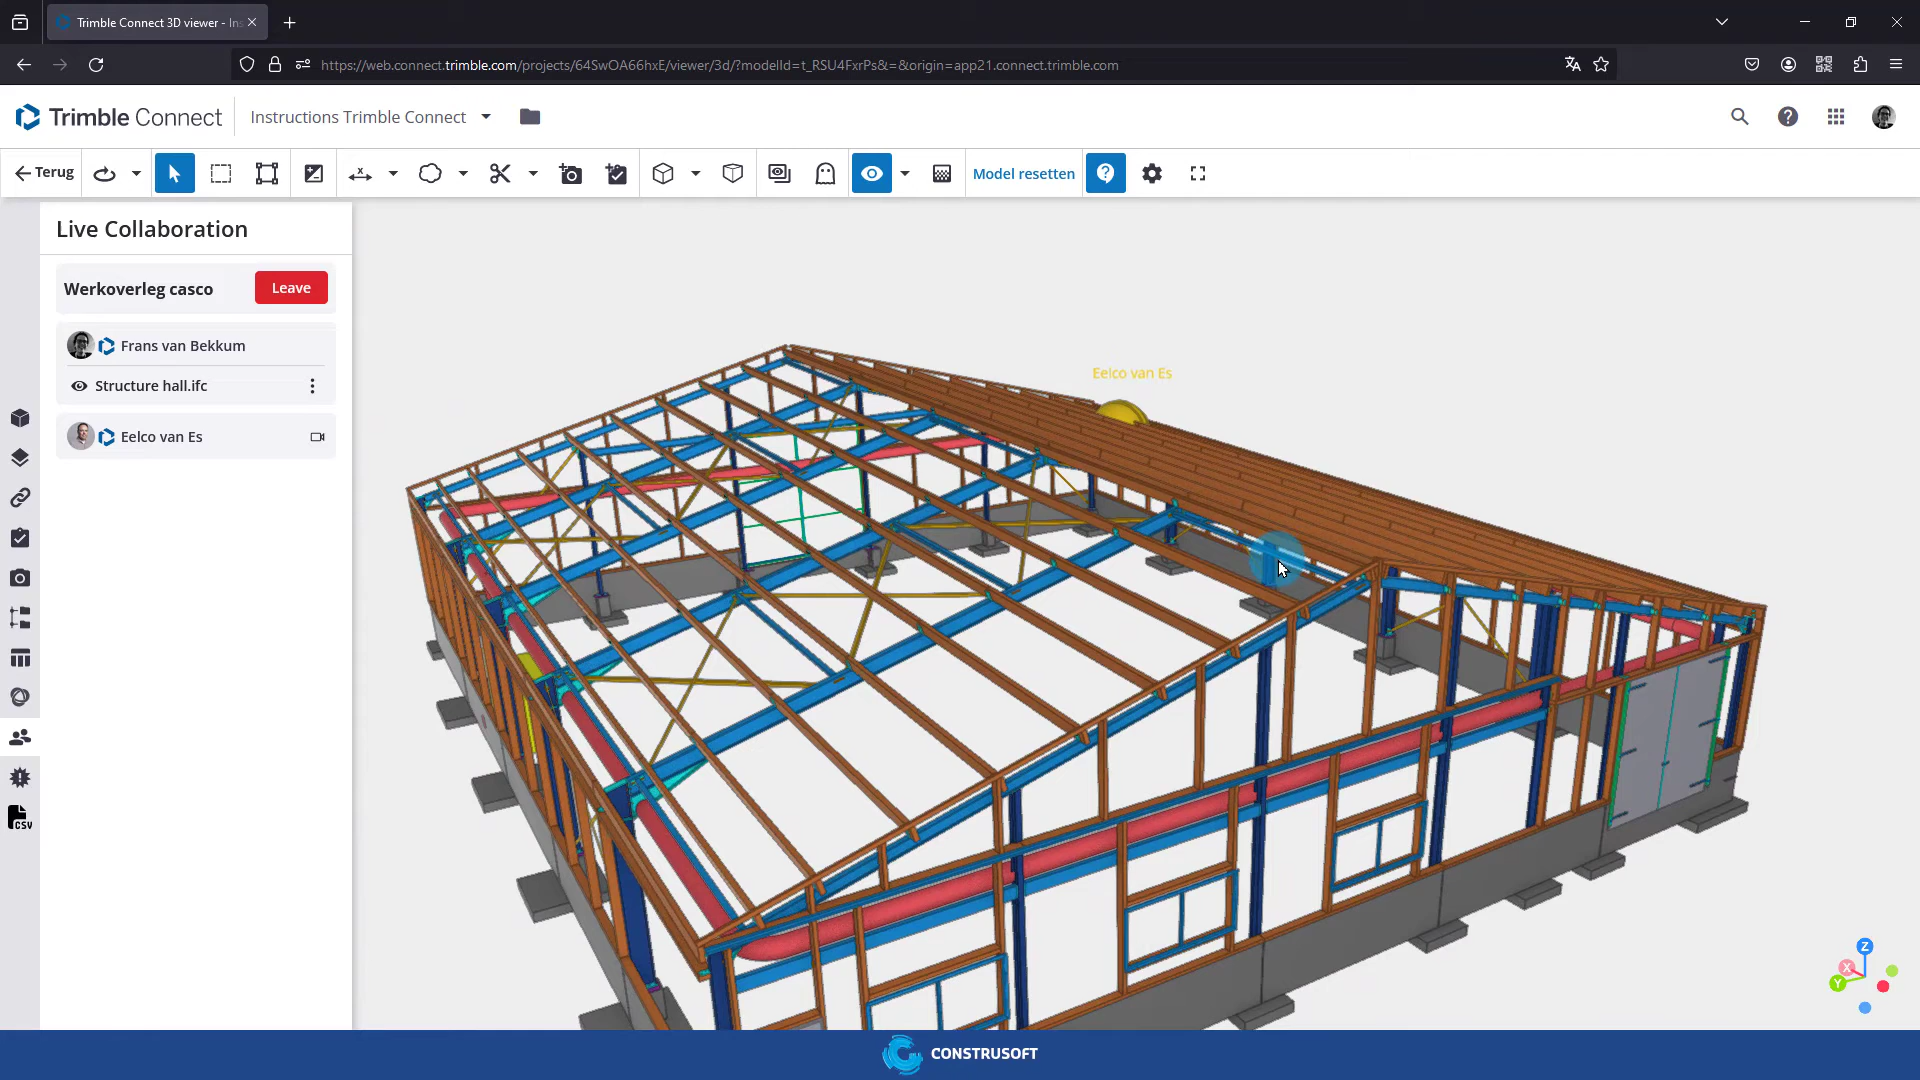 Trimble Connect 3D viewer - Ins
https://web.connect.trimble.com/projects/64SwOA66hxE/viewer/3d/?modelId=t_RSU4FxrPs&=&origin=app21.connect.trimble.com
Trimble Connect
Instructions Trimble Connect
Terug
Model resetten
Live Collaboration
Werkoverleg casco
Leave
Frans van Bekkum
Structure hall.ifc
Eelco van Es
Eelco van Es
CSV
Z
X
Y
CONSTRUSOFT